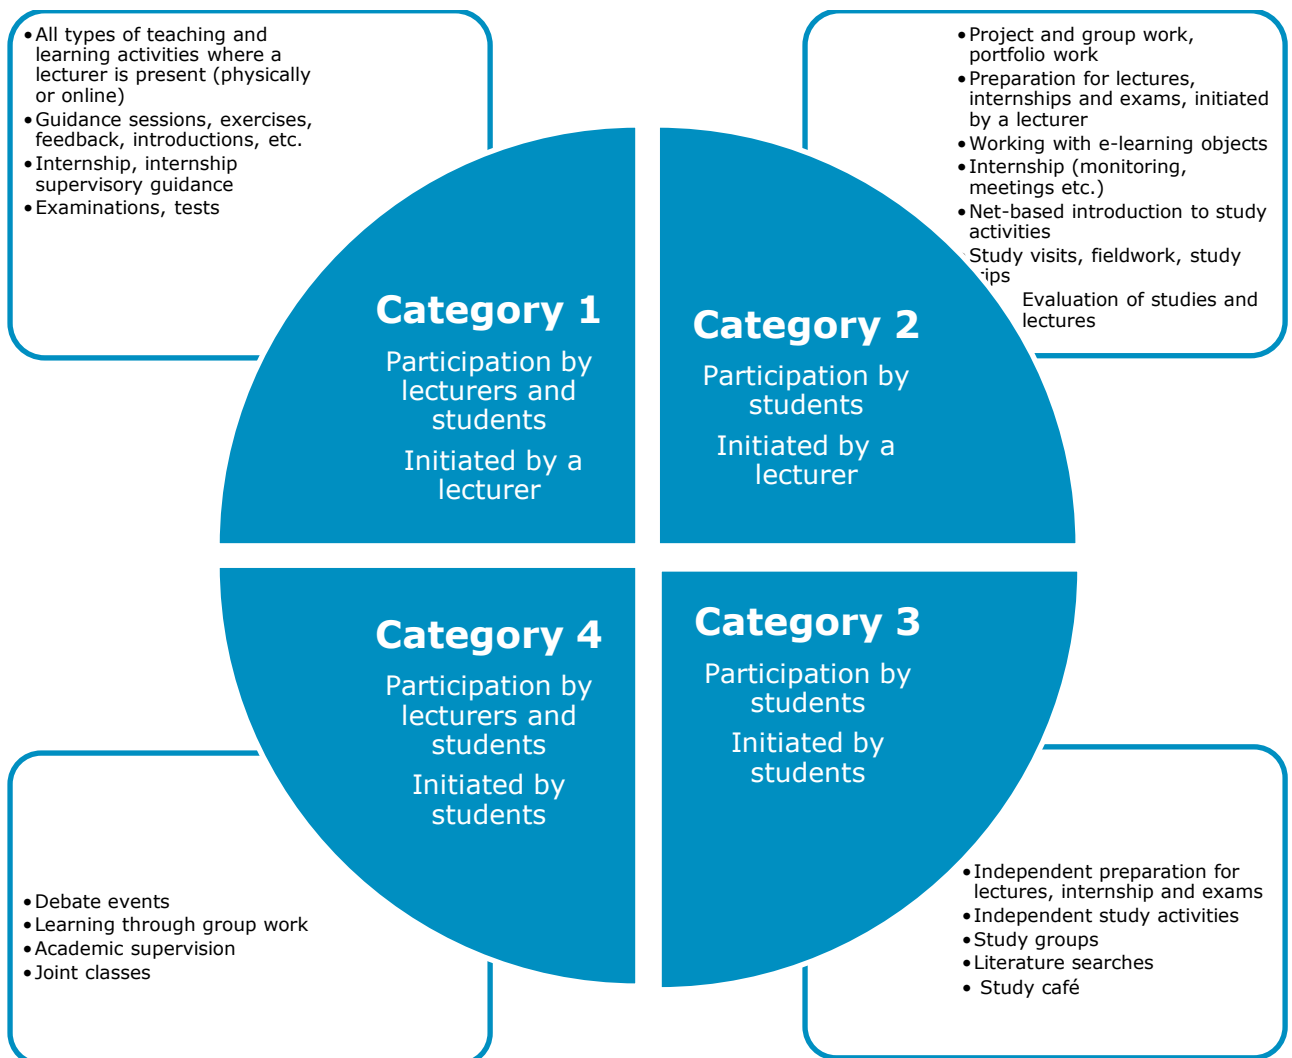 •All types of teaching and
learning activities where a
lecturer is present (physically
or online)
•Guidance sessions, exercises,
feedback, introductions, etc.
•Internship, internship
supervisory guidance
•Examinations, tests
•Project and group work,
portfolio work
•Preparation for lectures,
internships and exams, initiated
by a lecturer
•Working with e-learning objects
•Internship (monitoring,
meetings etc.)
•Net-based introduction to study
activities
Study visits, fieldwork, study
Evaluation of studies and
lectures
Category 1
Participation by
lecturers and
students
Initiated by a
lecturer
Category 2
Participation by
students
Initiated by a
lecturer
Category 4
Participation by
lecturers and
students
Initiated by
students
Category 3
Participation by
students
Initiated by
students
•Debate events
•Learning through group work
•Academic supervision
•Joint classes
•Independent preparation for
lectures, internship and exams
•Independent study activities
•Study groups
•Literature searches
• Study café